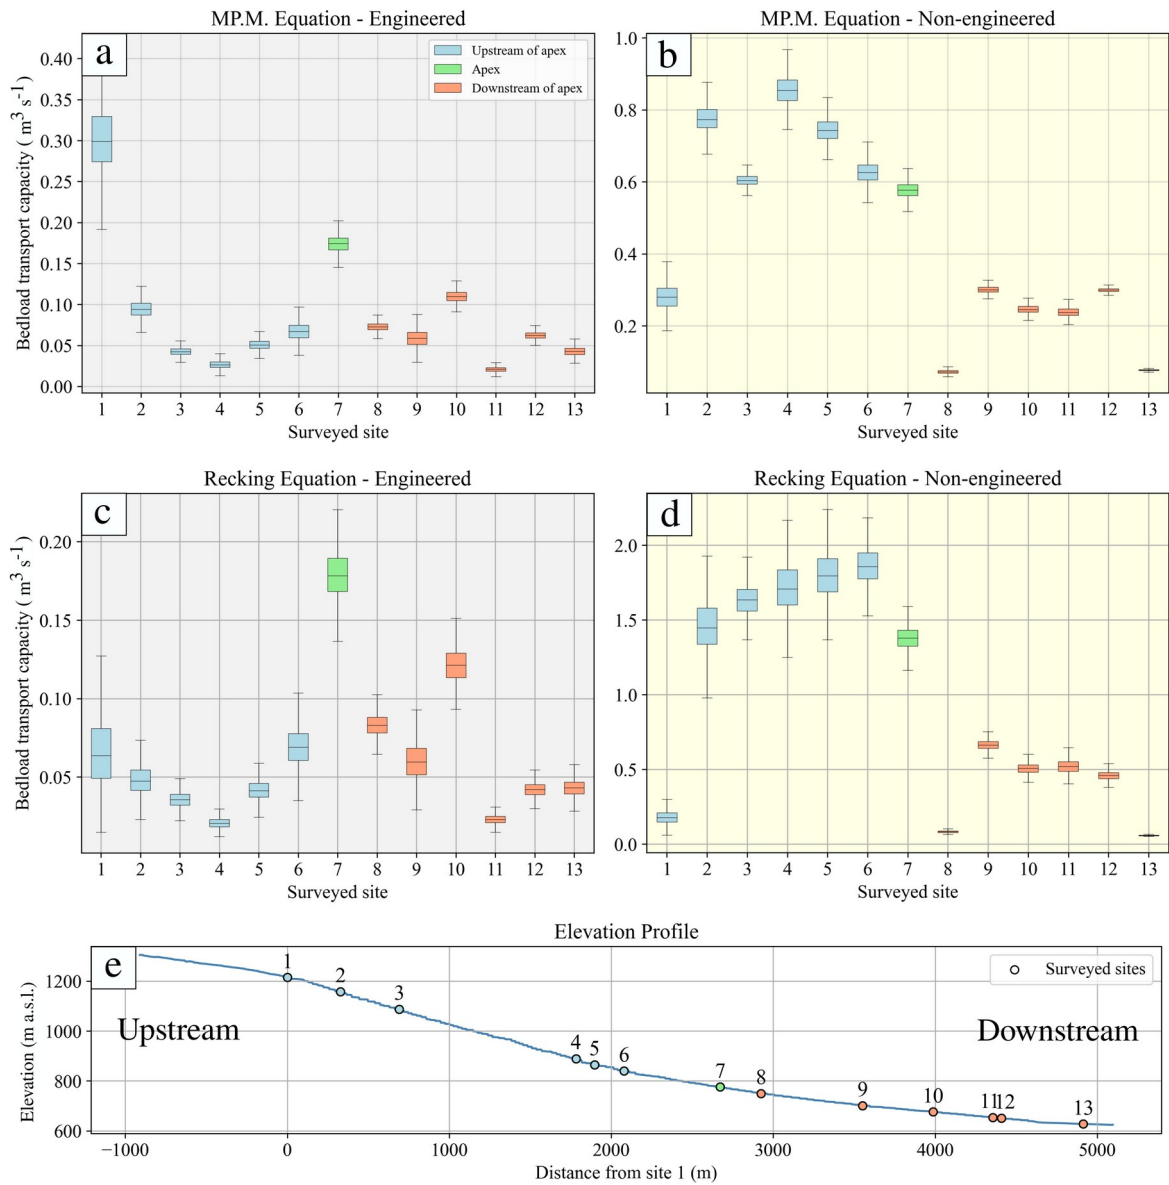 MP.M. Equation - Engineered
a
Upstream of apex
Apex
Downstream of apex
Bedload transport capacity ( m³ s⁻¹)
0.40
0.35
0.30
0.25
0.20
0.15
0.10
0.05
0.00
1 2 3 4 5 6 7 8 9 10 11 12 13
Surveyed site
MP.M. Equation - Non-engineered
b
1.0
0.8
0.6
0.4
0.2
1 2 3 4 5 6 7 8 9 10 11 12 13
Surveyed site
Recking Equation - Engineered
c
Bedload transport capacity ( m³ s⁻¹)
0.20
0.15
0.10
0.05
1 2 3 4 5 6 7 8 9 10 11 12 13
Surveyed site
Recking Equation - Non-engineered
d
2.0
1.5
1.0
0.5
0.0
1 2 3 4 5 6 7 8 9 10 11 12 13
Surveyed site
Elevation Profile
e
Surveyed sites
Elevation (m a.s.l.)
1200
1000
800
600
Upstream
Downstream
1 2 3 4 5 6 7 8 9 10 11 12 13
−1000 0 1000 2000 3000 4000 5000
Distance from site 1 (m)